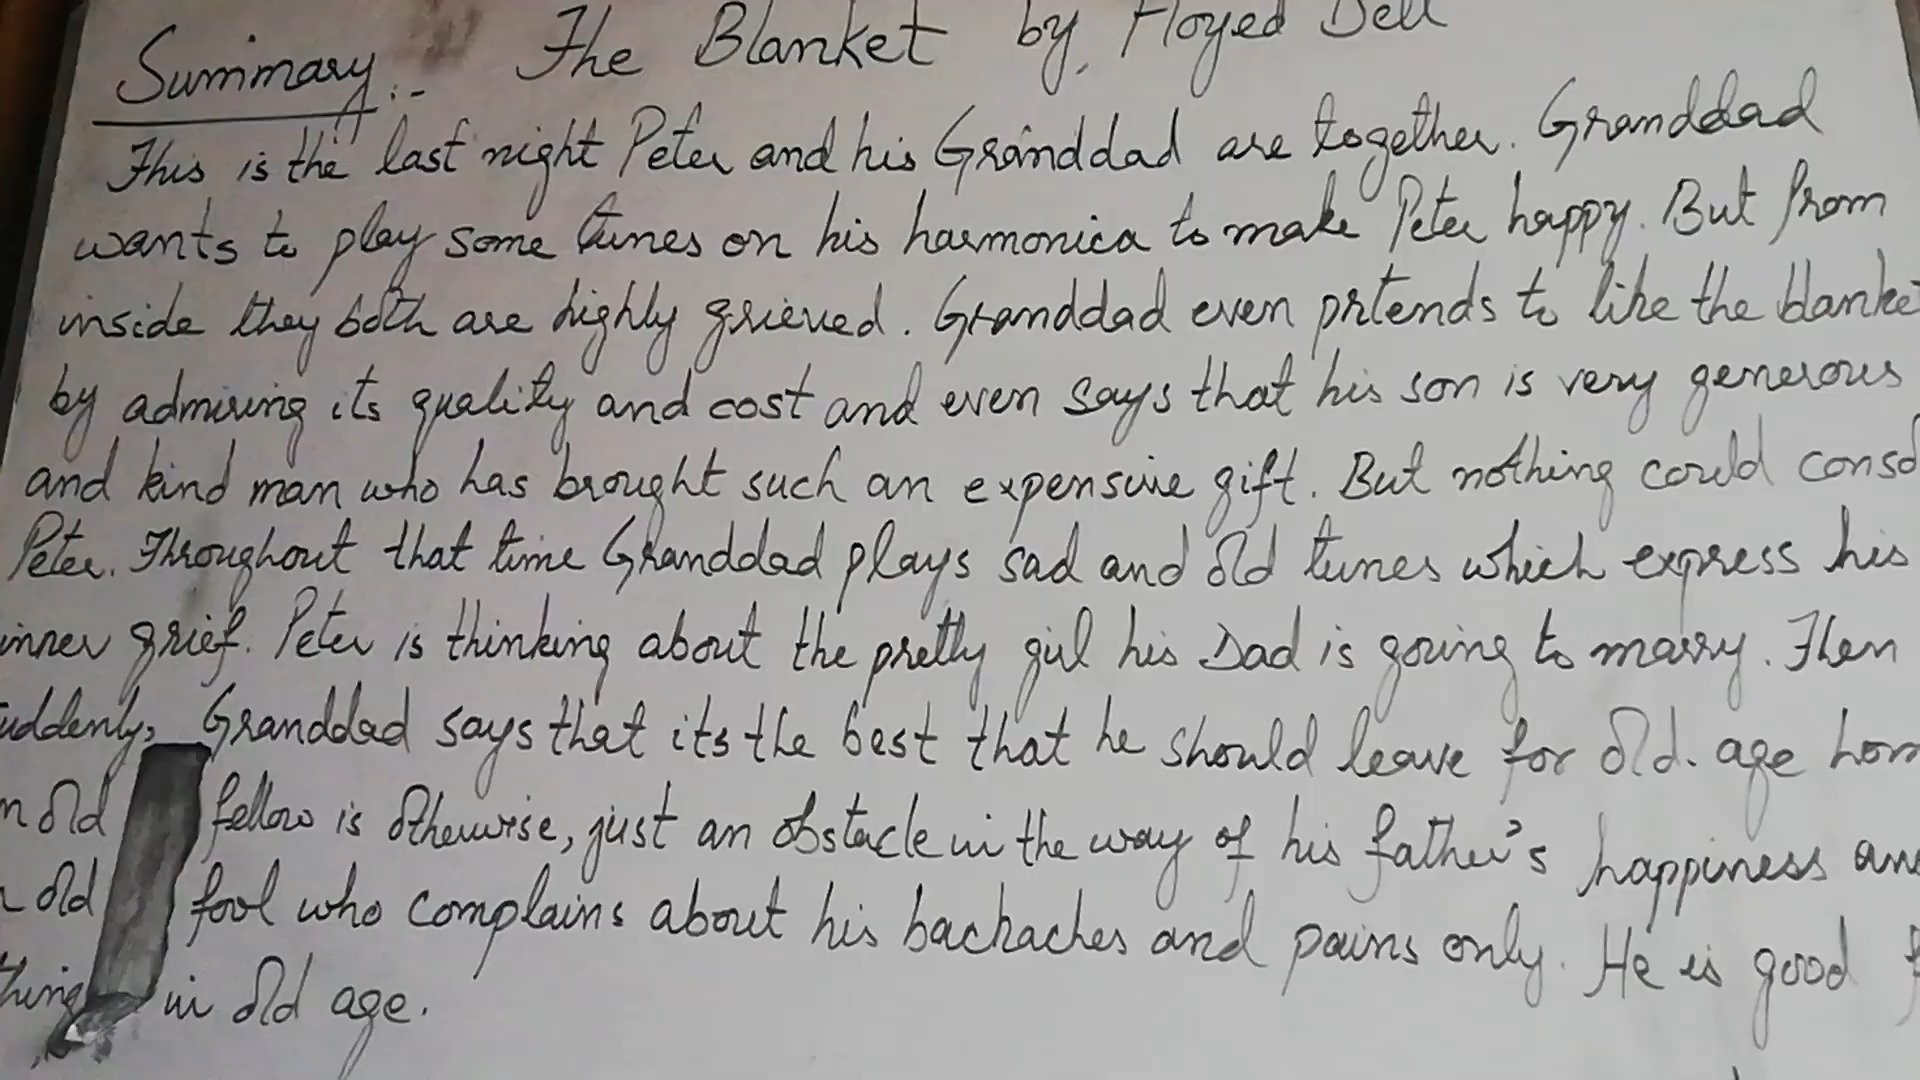 Summary:- The Blanket by, Floyed Dell
This is the last night Peter and his Granddad are together. Granddad
wants to play some tunes on his harmonica to make Peter happy. But from
inside they both are highly grieved. Granddad even prtends to like the blanket
by admiring its quality and cost and even says that his son is very generous
and kind man who has brought such an expensive gift. But nothing could conso
Peter. Throughout that time Granddad plays sad and old tunes which express his
inner grief. Peter is thinking about the pretty girl his Dad is going to marry. Then
uddenly, Granddad says that its the best that he should leave for old age hom
n old fellow is otherwise, just an obstacle in the way of his father's happiness and
old fool who complains about his backaches and pains only. He is good f
thing in old age.